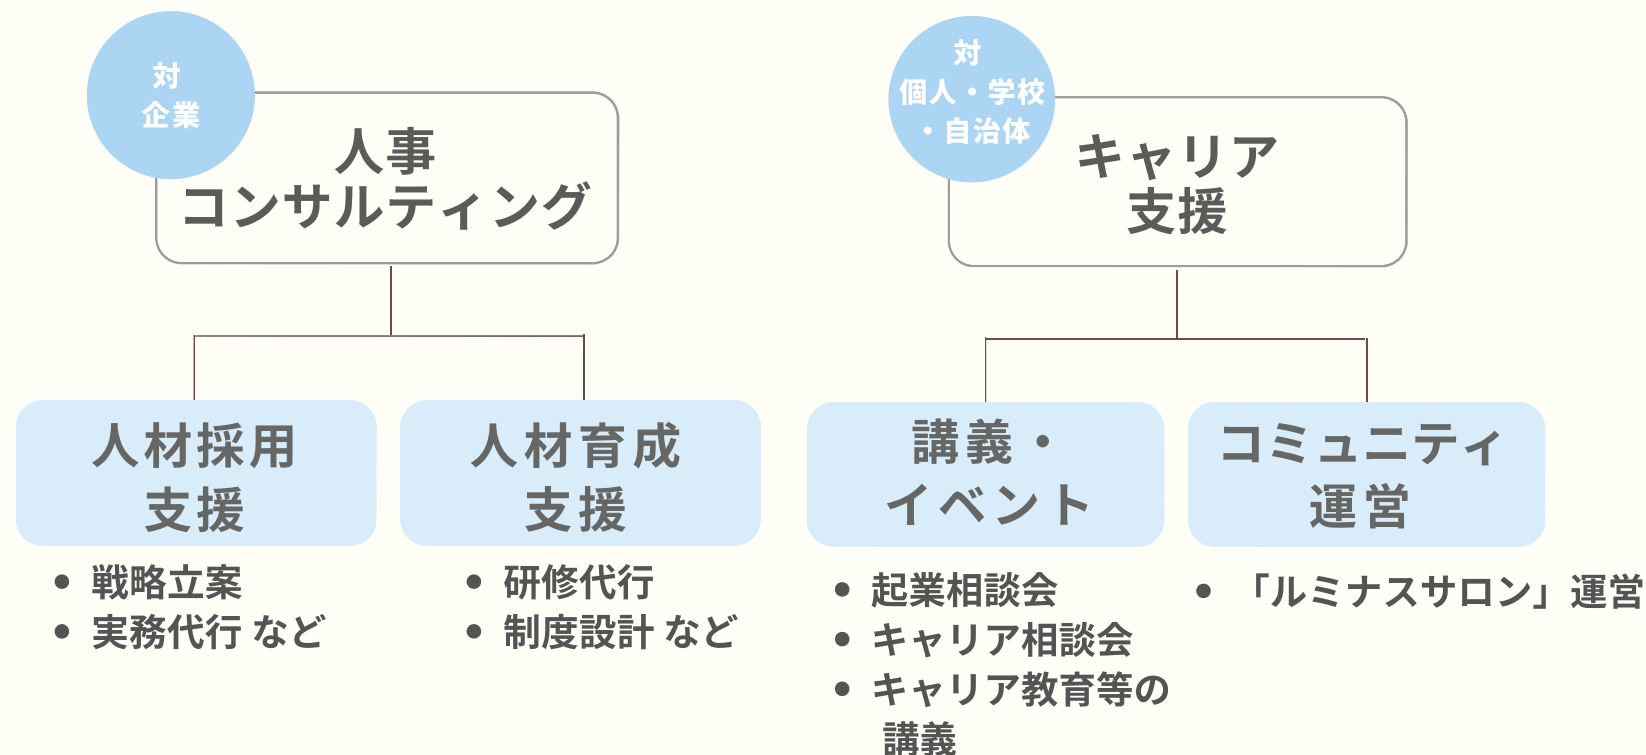 対
企業
人事
コンサルティング
人材採用
支援
戦略立案
実務代行 など
人材育成
支援
研修代行
制度設計 など
対
個人・学校
・自治体
キャリア
支援
講義・
イベント
起業相談会
キャリア相談会
キャリア教育等の
講義
コミュニティ
運営
「ルミナスサロン」運営